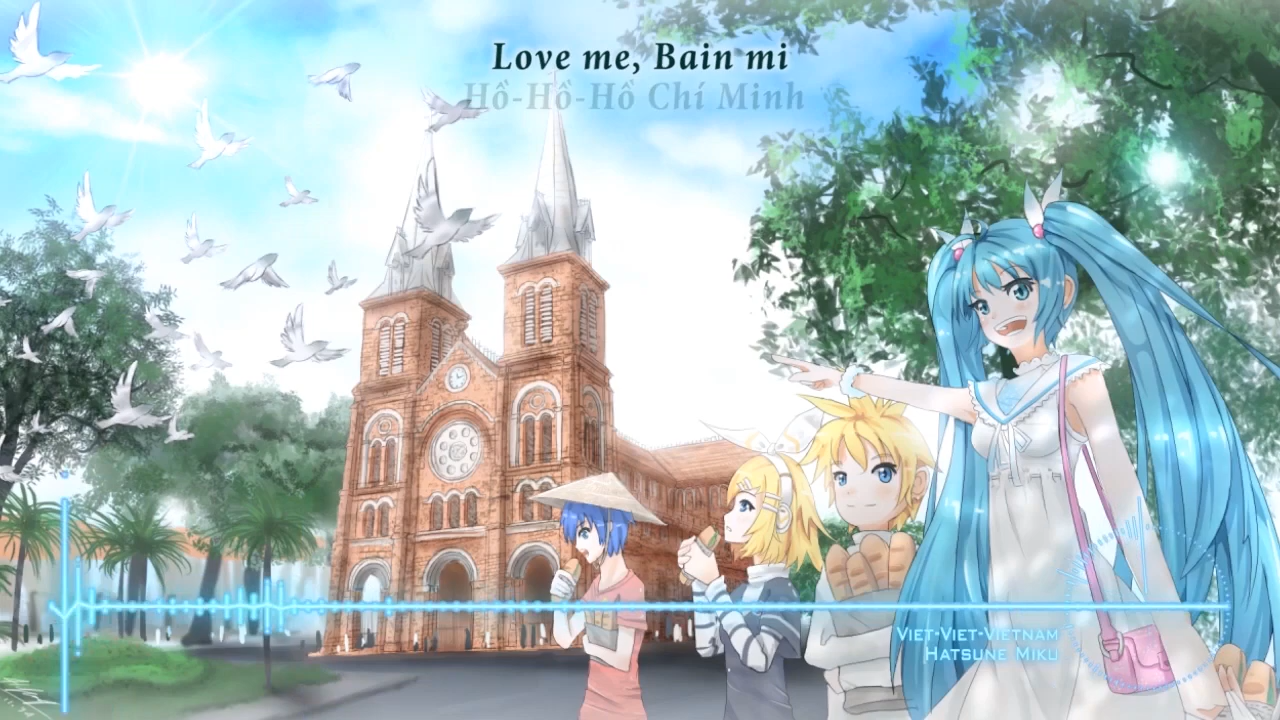 Love me, Bain mi
Hồ-Hồ-Hồ Chí Minh
Viet-Viet-Vietnam
Hatsune Miku